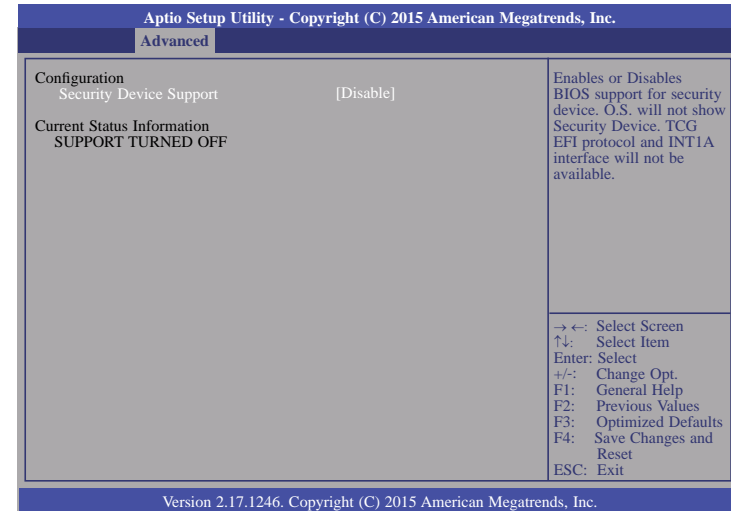 Aptio Setup Utility - Copyright (C) 2015 American Megatrends, Inc.
Advanced
Configuration
Security Device Support [Disable]
Current Status Information
SUPPORT TURNED OFF
Enables or Disables
BIOS support for security
device. O.S. will not show
Security Device. TCG
EFI protocol and INT1A
interface will not be
available.
→ ←: Select Screen
↑↓: Select Item
Enter: Select
+/-: Change Opt.
F1: General Help
F2: Previous Values
F3: Optimized Defaults
F4: Save Changes and
Reset
ESC: Exit
Version 2.17.1246. Copyright (C) 2015 American Megatrends, Inc.